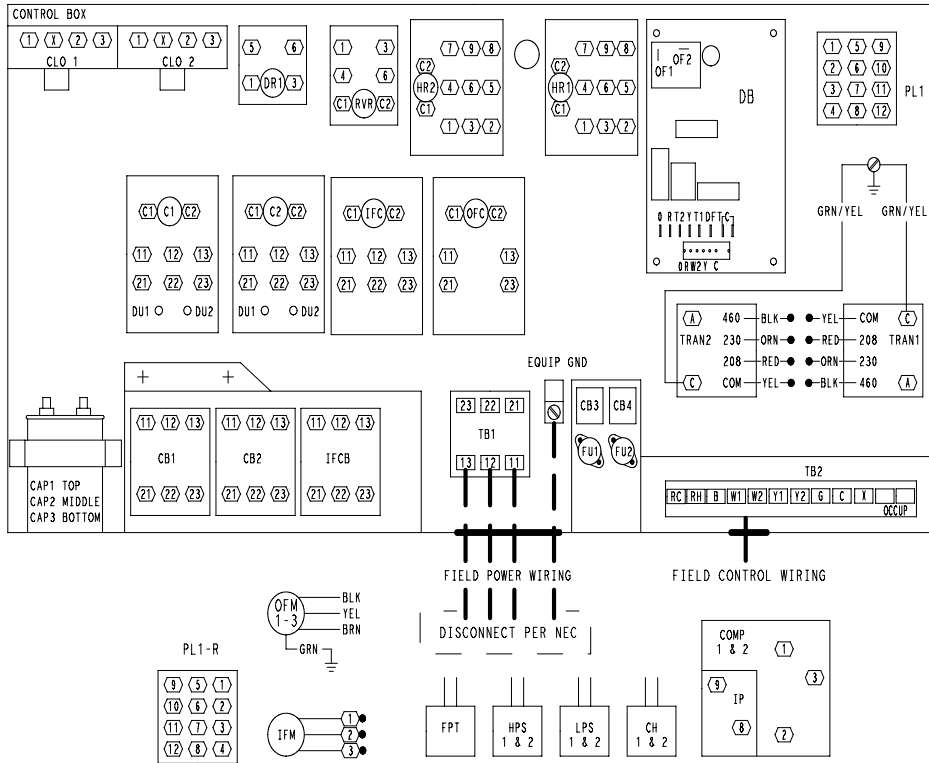 CONTROL BOX
1 X 2 3
CLO 1
1 X 2 3
CLO 2
5 6
1 DR1 3
1 3
4 6
C1 RVR C2
7 9 8
C2
HR2
4 6 5
C1
1 3 2
7 9 8
C2
HR1
4 6 5
C1
1 3 2
OF1
OF2
DB
O R T2 Y T1 DFT C
O R W2 Y C
1 5 9
2 6 10
3 7 11
4 8 12
PL1
GRN/YEL GRN/YEL
C1 C1 C2
11 12 13
21 22 23
DU1 DU2
C1 C2 C2
11 12 13
21 22 23
DU1 DU2
C1 IFC C2
11 12 13
21 22 23
C1 OFC C2
11 13
21 23
A 460 BLK
TRAN2 230 ORN
208 RED
C COM YEL
YEL COM C
RED 208 TRAN1
ORN 230
BLK 460 A
EQUIP GND
+ +
11 12 13
CB1
21 22 23
11 12 13
CB2
21 22 23
11 12 13
IFCB
21 22 23
23 22 21
TB1
13 12 11
CB3 CB4
FU1 FU2
CAP1 TOP
CAP2 MIDDLE
CAP3 BOTTOM
TB2
RC RH B W1 W2 Y1 Y2 G C X
OCCUP
FIELD POWER WIRING
FIELD CONTROL WIRING
OFM
1-3
BLK
YEL
BRN
GRN
DISCONNECT PER NEC
PL1-R
9 5 1
10 6 2
11 7 3
12 8 4
IFM
1
2
3
FPT
HPS
1 & 2
LPS
1 & 2
CH
1 & 2
COMP
1 & 2
1
3
9
IP
8
2